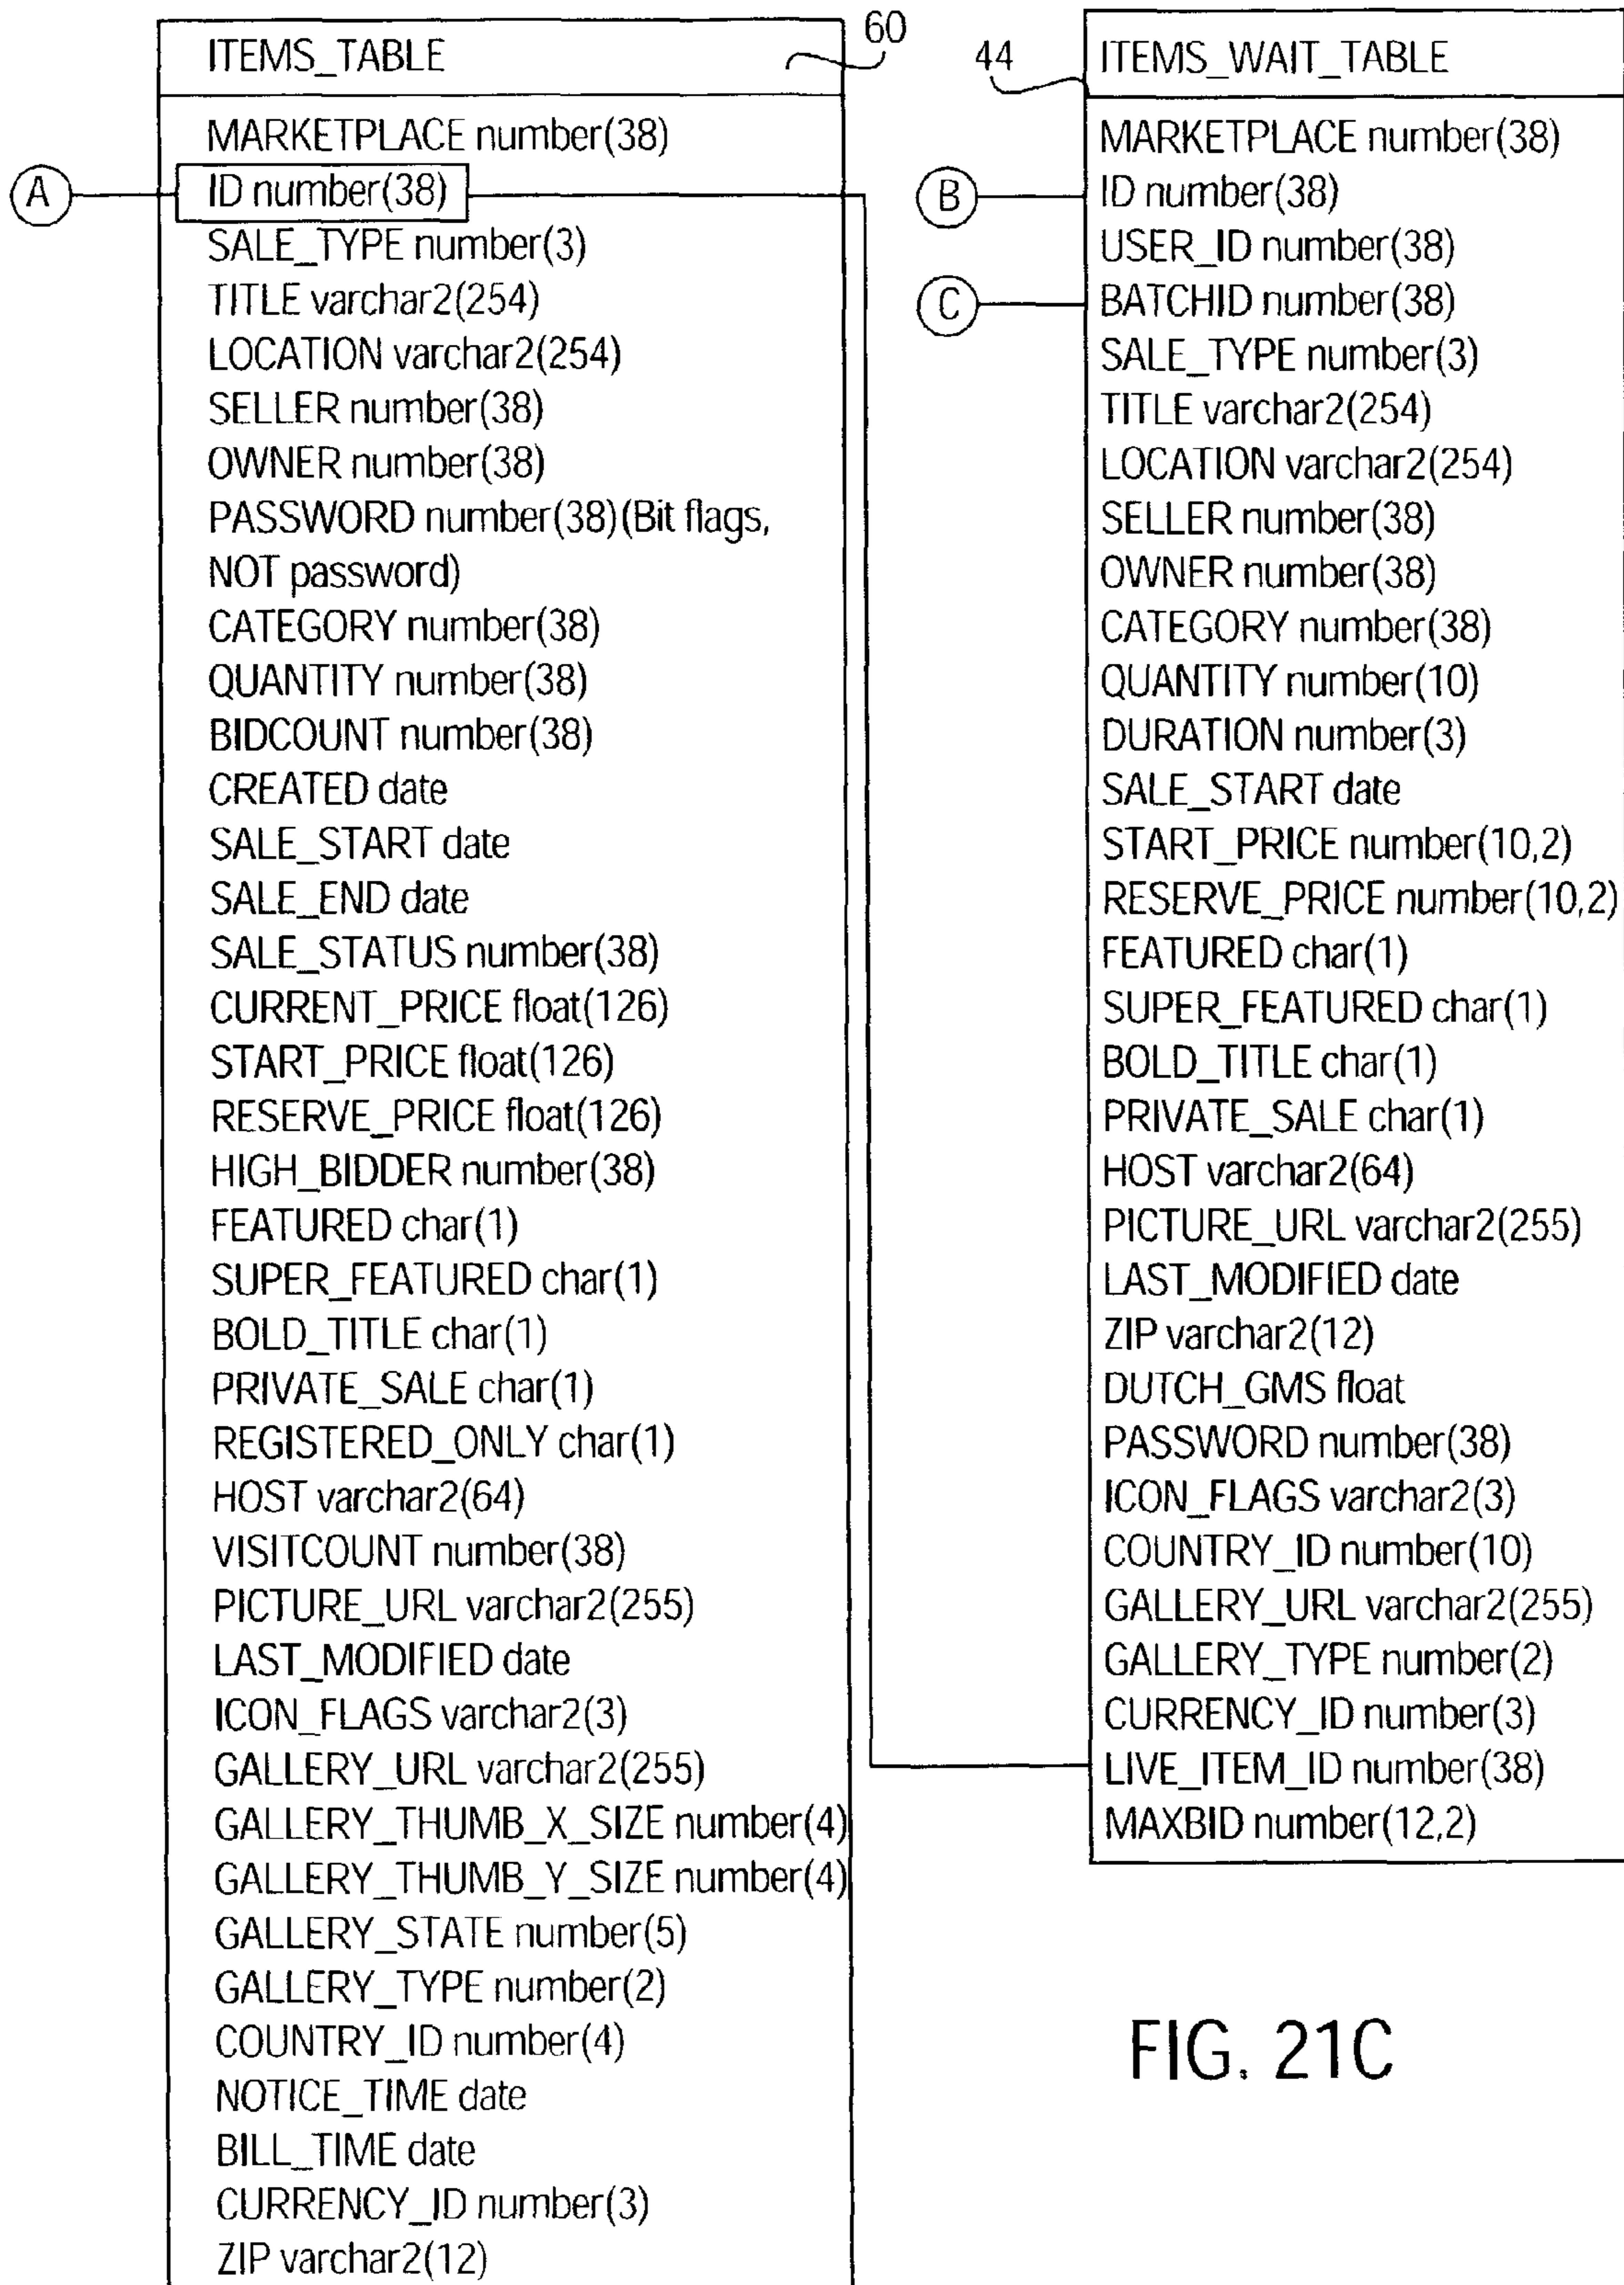 ITEMS_TABLE
60
MARKETPLACE number(38)
A
ID number(38)
SALE_TYPE number(3)
TITLE varchar2(254)
LOCATION varchar2(254)
SELLER number(38)
OWNER number(38)
PASSWORD number(38)(Bit flags,
NOT password)
CATEGORY number(38)
QUANTITY number(38)
BIDCOUNT number(38)
CREATED date
SALE_START date
SALE_END date
SALE_STATUS number(38)
CURRENT_PRICE float(126)
START_PRICE float(126)
RESERVE_PRICE float(126)
HIGH_BIDDER number(38)
FEATURED char(1)
SUPER_FEATURED char(1)
BOLD_TITLE char(1)
PRIVATE_SALE char(1)
REGISTERED_ONLY char(1)
HOST varchar2(64)
VISITCOUNT number(38)
PICTURE_URL varchar2(255)
LAST_MODIFIED date
ICON_FLAGS varchar2(3)
GALLERY_URL varchar2(255)
GALLERY_THUMB_X_SIZE number(4)
GALLERY_THUMB_Y_SIZE number(4)
GALLERY_STATE number(5)
GALLERY_TYPE number(2)
COUNTRY_ID number(4)
NOTICE_TIME date
BILL_TIME date
CURRENCY_ID number(3)
ZIP varchar2(12)
44
ITEMS_WAIT_TABLE
MARKETPLACE number(38)
B
ID number(38)
USER_ID number(38)
C
BATCHID number(38)
SALE_TYPE number(3)
TITLE varchar2(254)
LOCATION varchar2(254)
SELLER number(38)
OWNER number(38)
CATEGORY number(38)
QUANTITY number(10)
DURATION number(3)
SALE_START date
START_PRICE number(10,2)
RESERVE_PRICE number(10,2)
FEATURED char(1)
SUPER_FEATURED char(1)
BOLD_TITLE char(1)
PRIVATE_SALE char(1)
HOST varchar2(64)
PICTURE_URL varchar2(255)
LAST_MODIFIED date
ZIP varchar2(12)
DUTCH_GMS float
PASSWORD number(38)
ICON_FLAGS varchar2(3)
COUNTRY_ID number(10)
GALLERY_URL varchar2(255)
GALLERY_TYPE number(2)
CURRENCY_ID number(3)
LIVE_ITEM_ID number(38)
MAXBID number(12,2)
FIG. 21C